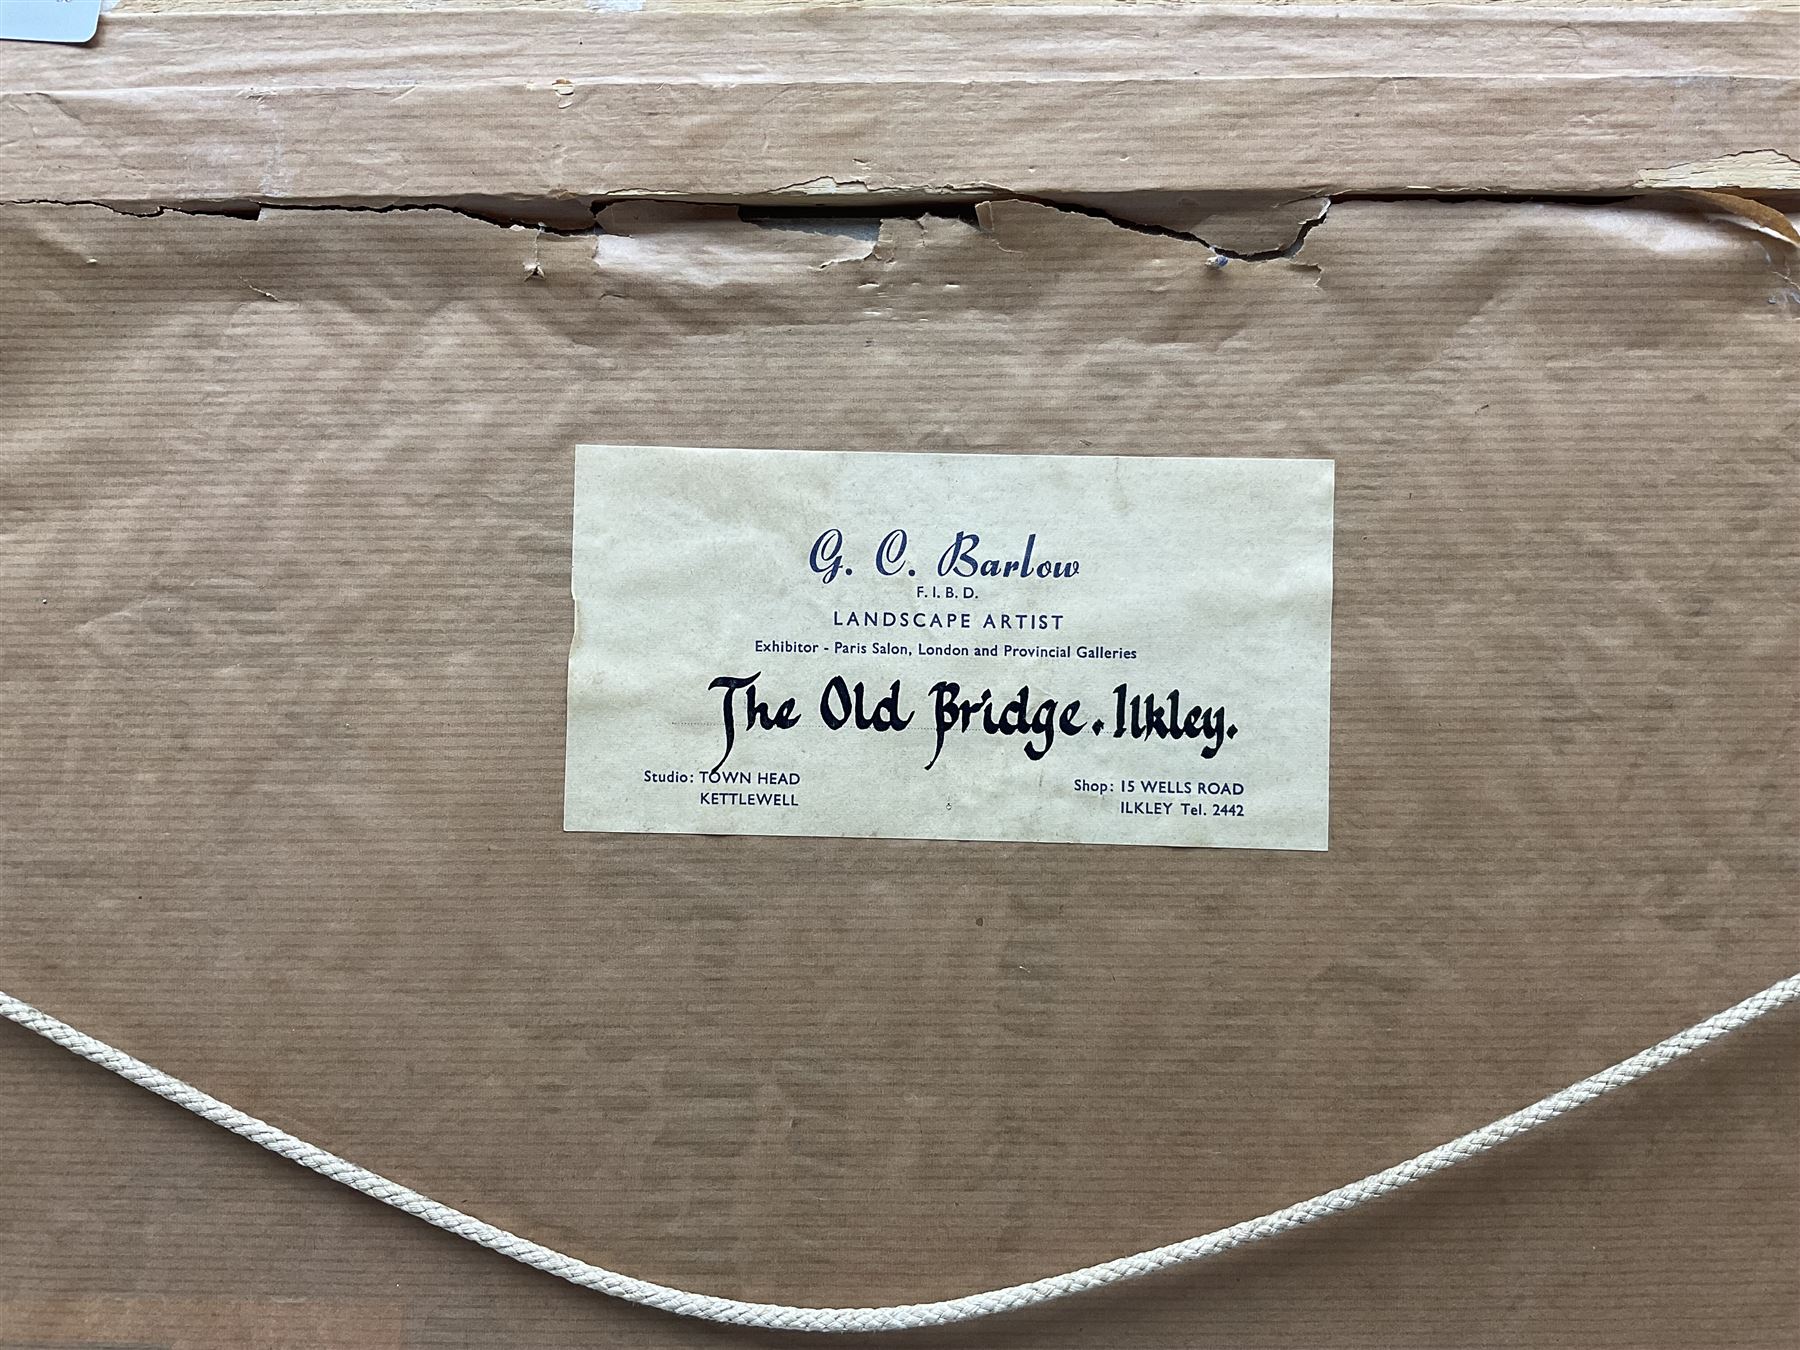 G. C. Barlow
F. I. B. D.
LANDSCAPE ARTIST
Exhibitor - Paris Salon, London and Provincial Galleries
The Old Bridge. Ilkley.
Studio: TOWN HEAD
KETTLEWELL
Shop: 15 WELLS ROAD
ILKLEY Tel. 2442